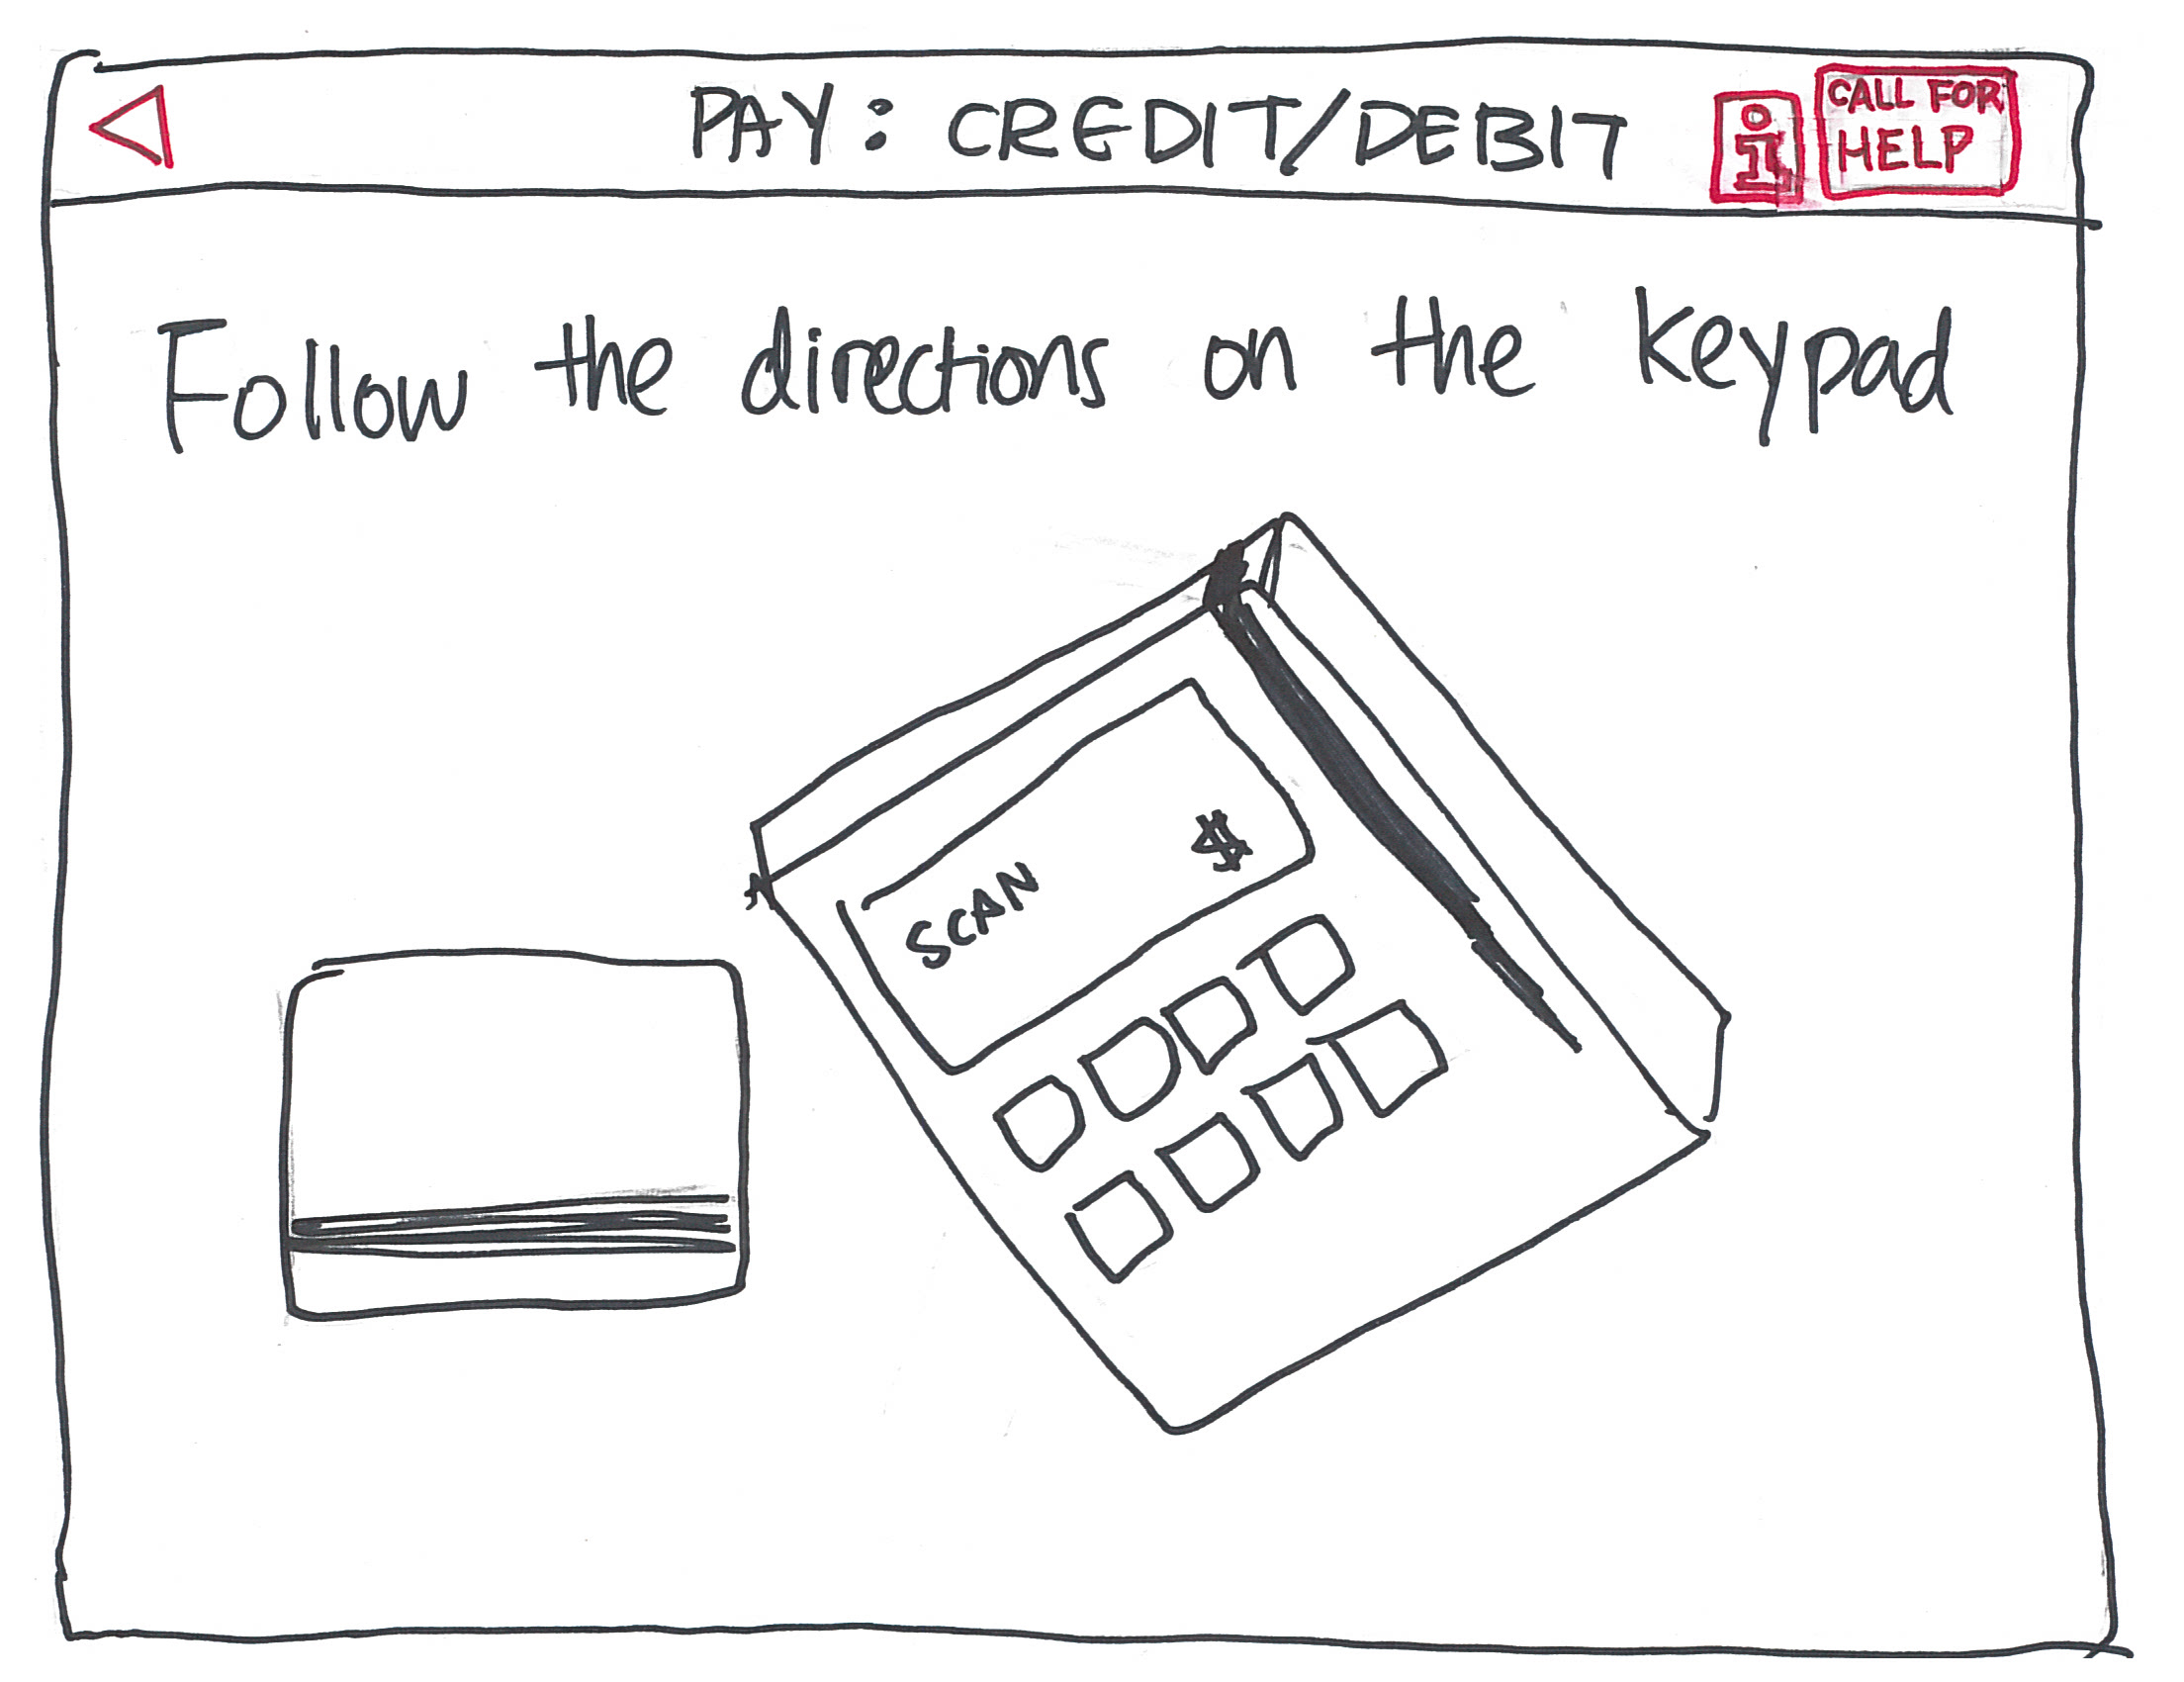 PAY: CREDIT/DEBIT
i
CALL FOR
HELP
Follow the directions on the keypad
SCAN $